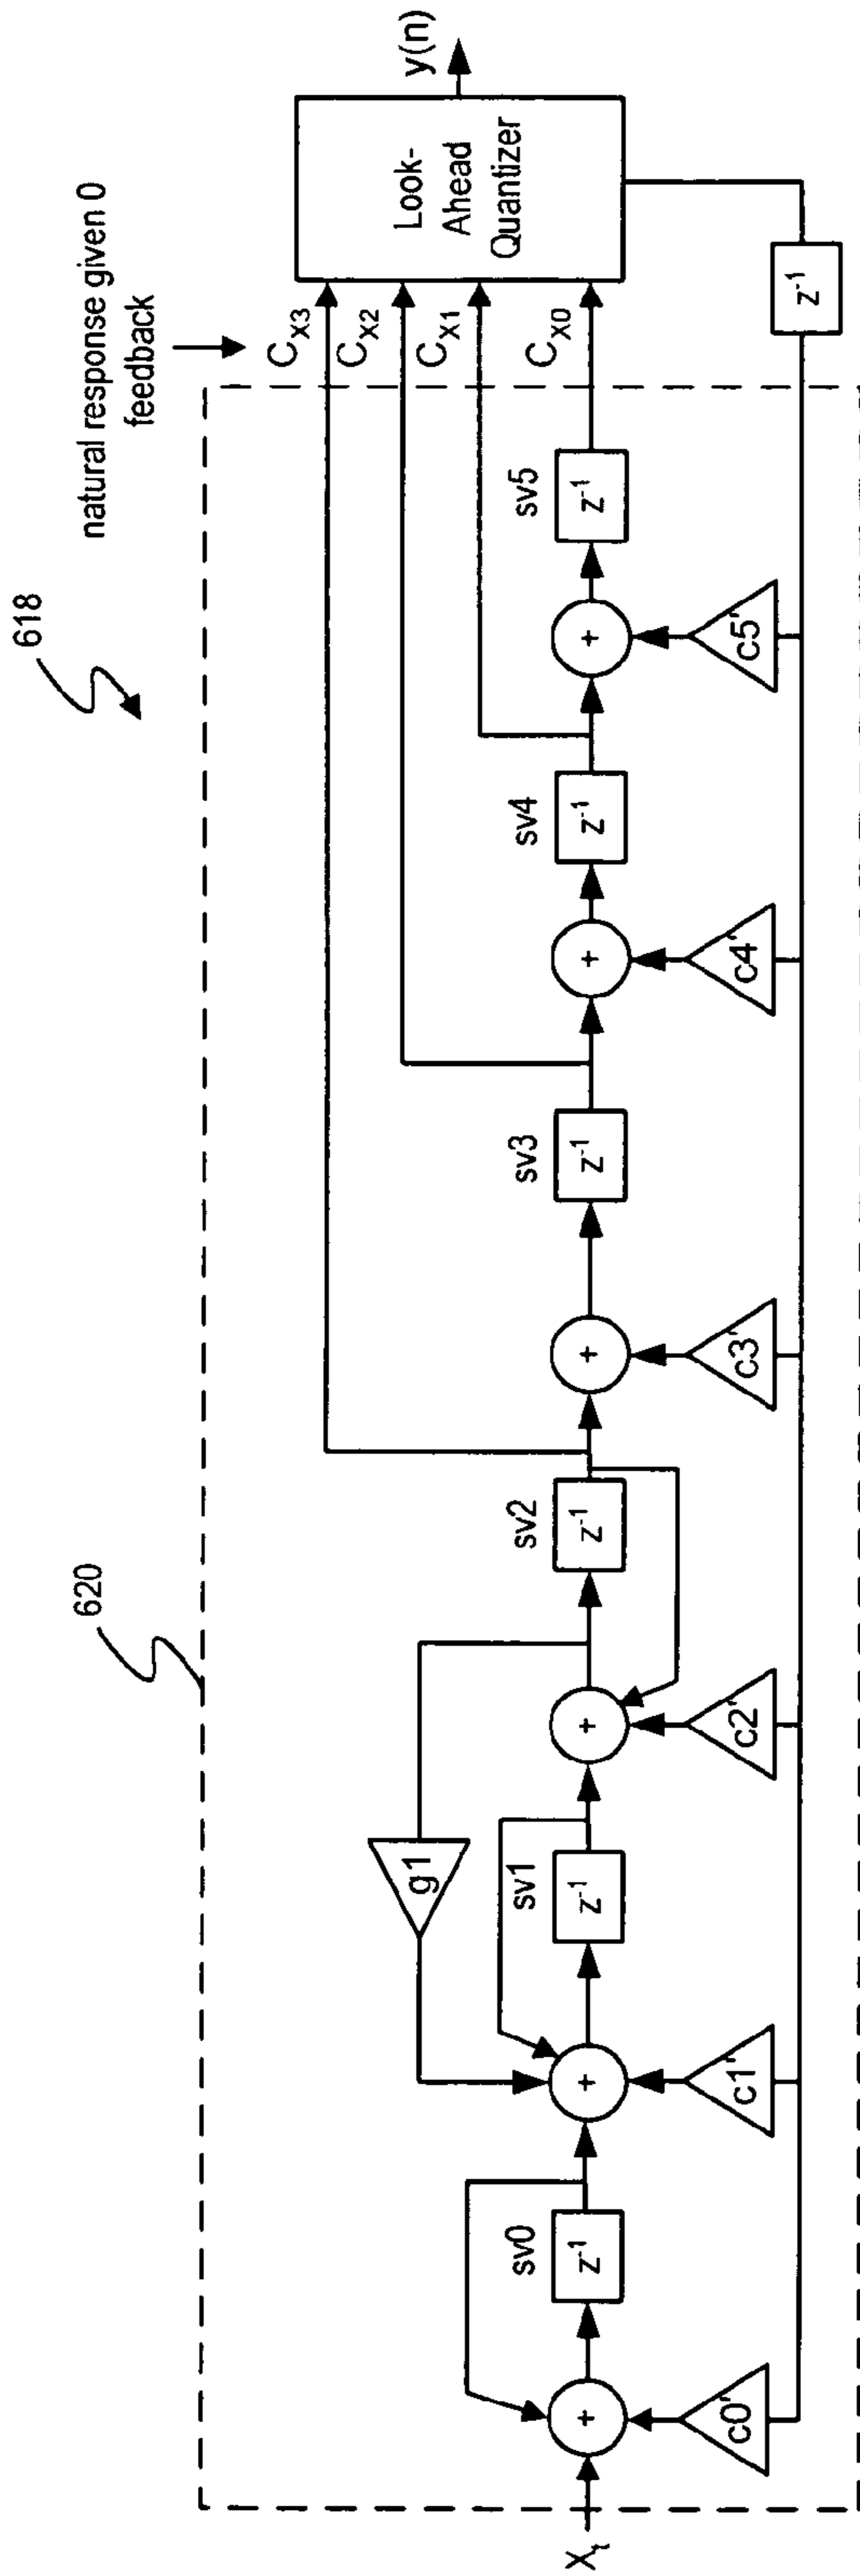 618
620
natural response given 0
feedback
C_X3
C_X2
C_X1
C_X0
Look-
Ahead
Quantizer
y(n)
g1
sv0
sv1
sv2
sv3
sv4
sv5
X_t
+
z⁻¹
+
z⁻¹
+
z⁻¹
+
z⁻¹
+
z⁻¹
+
z⁻¹
c0'
c1'
c2'
c3'
c4'
c5'
z⁻¹